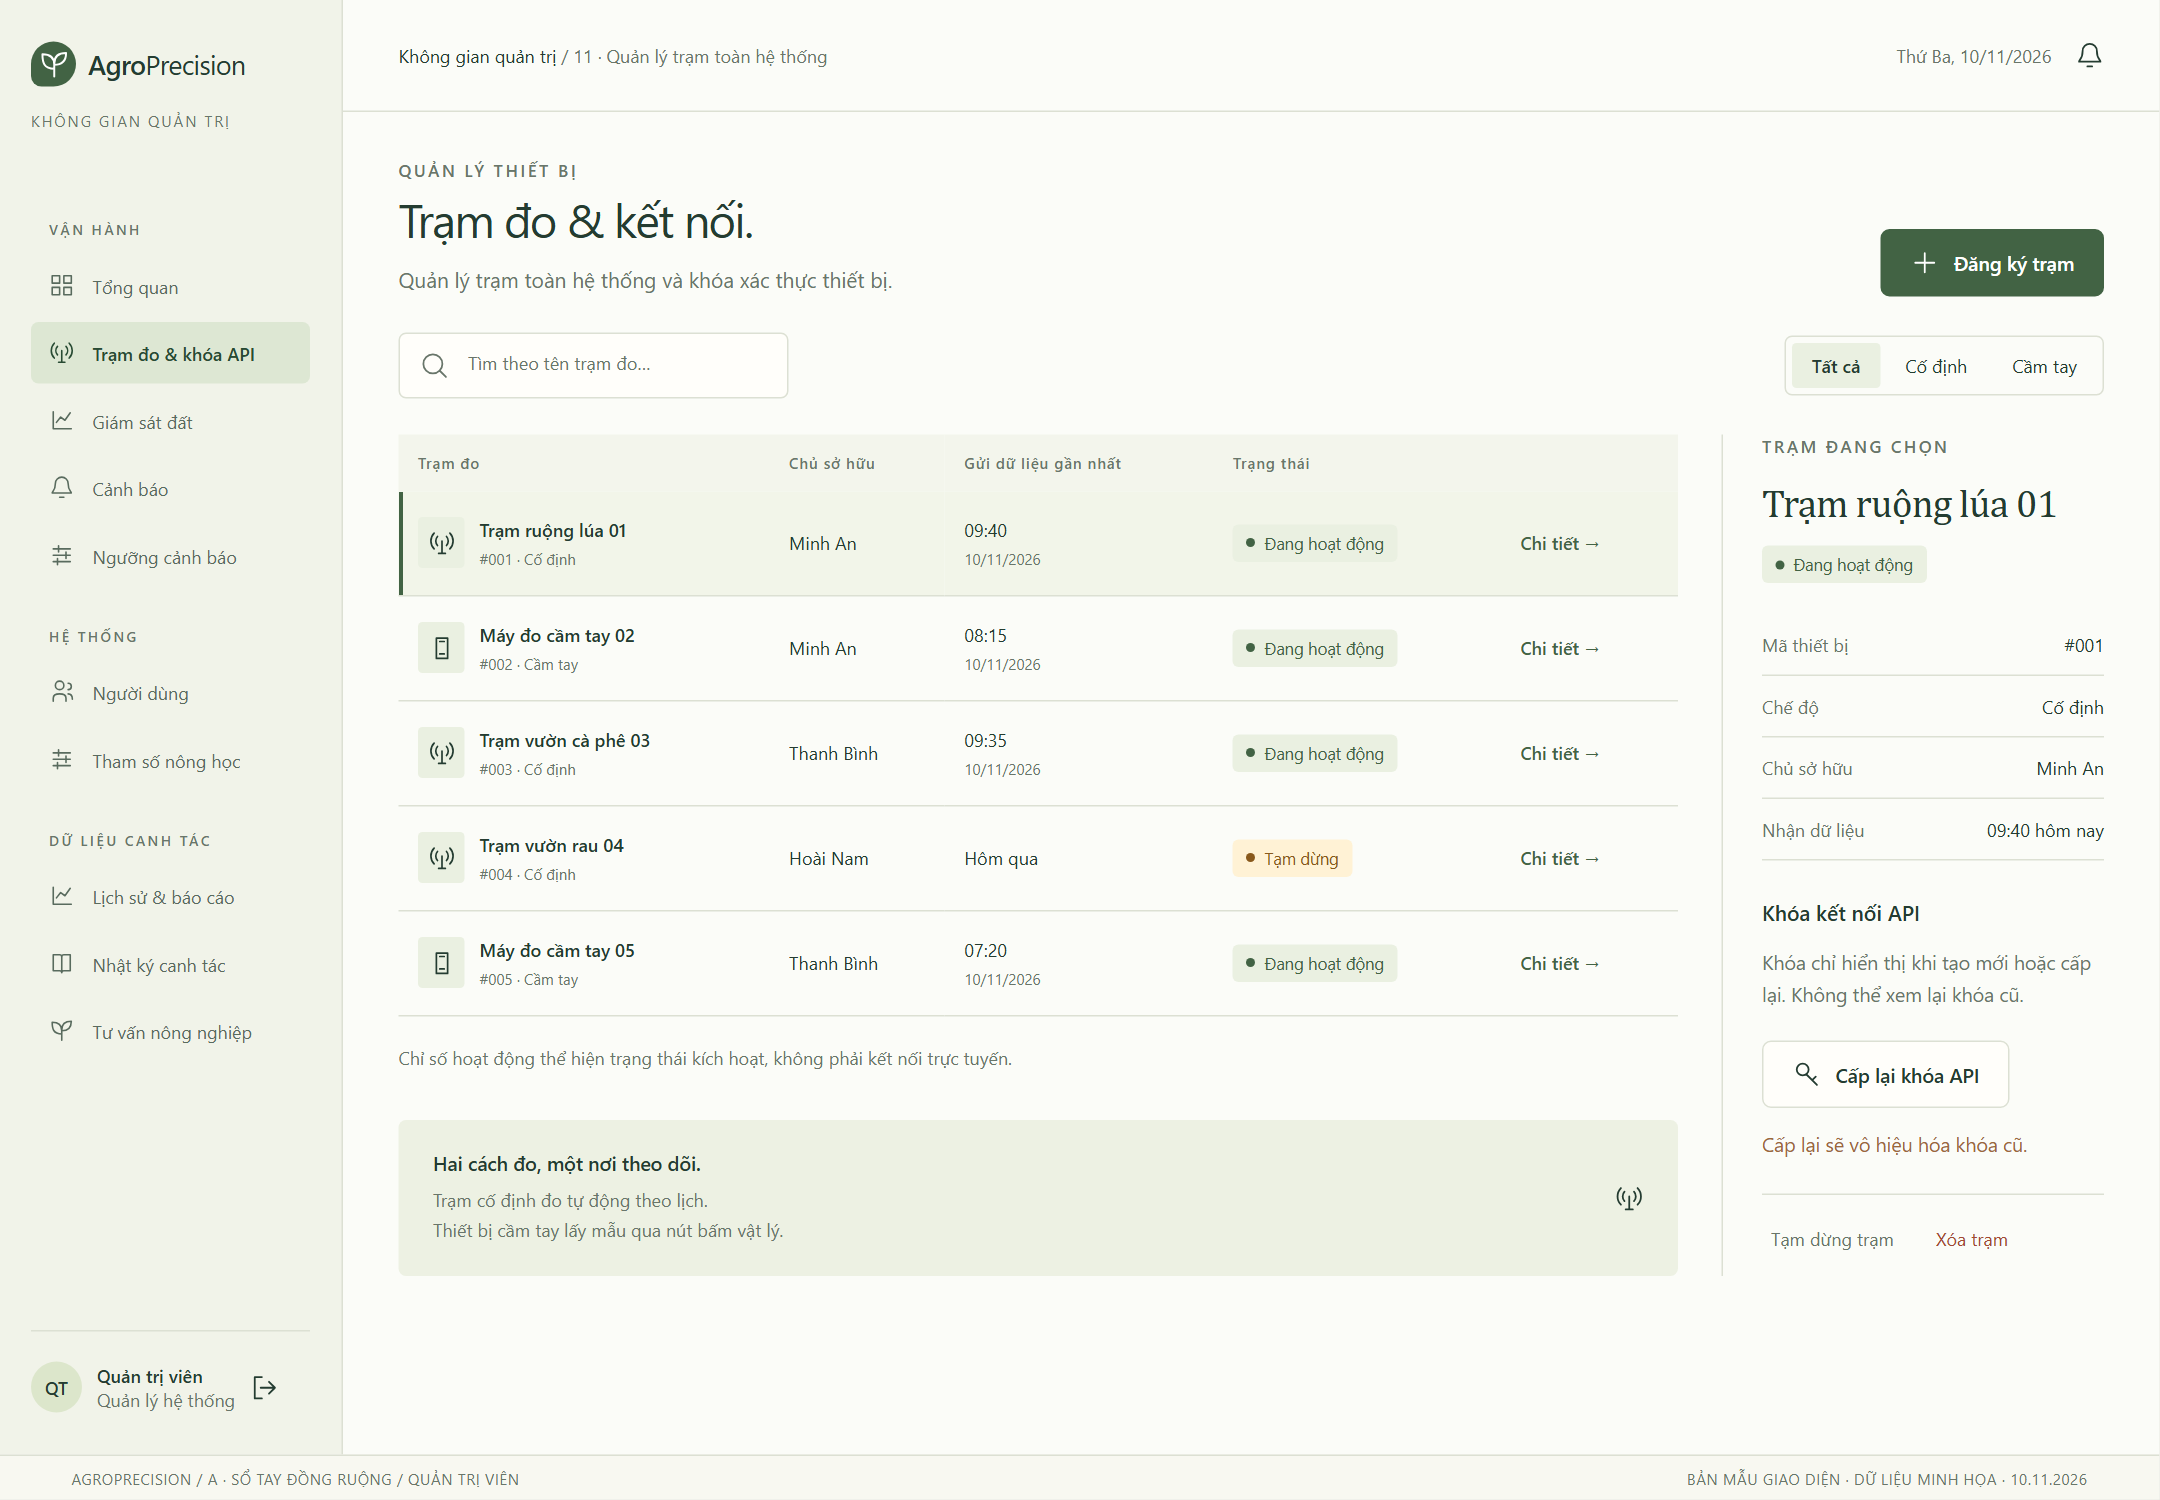 AgroPrecision
KHÔNG GIAN QUẢN TRỊ
VẬN HÀNH
Tổng quan
Trạm đo & khóa API
Giám sát đất
Cảnh báo
Ngưỡng cảnh báo
HỆ THỐNG
Người dùng
Tham số nông học
DỮ LIỆU CANH TÁC
Lịch sử & báo cáo
Nhật ký canh tác
Tư vấn nông nghiệp
QT
Quản trị viên
Quản lý hệ thống
Không gian quản trị / 11 · Quản lý trạm toàn hệ thống
Thứ Ba, 10/11/2026
QUẢN LÝ THIẾT BỊ
Trạm đo & kết nối.
Quản lý trạm toàn hệ thống và khóa xác thực thiết bị.
Đăng ký trạm
Tìm theo tên trạm đo...
Tất cả Cố định Cầm tay
Trạm đo Chủ sở hữu Gửi dữ liệu gần nhất Trạng thái
Trạm ruộng lúa 01
#001 · Cố định
Minh An
09:40
10/11/2026
Đang hoạt động
Chi tiết →
Máy đo cầm tay 02
#002 · Cầm tay
Minh An
08:15
10/11/2026
Đang hoạt động
Chi tiết →
Trạm vườn cà phê 03
#003 · Cố định
Thanh Bình
09:35
10/11/2026
Đang hoạt động
Chi tiết →
Trạm vườn rau 04
#004 · Cố định
Hoài Nam
Hôm qua
Tạm dừng
Chi tiết →
Máy đo cầm tay 05
#005 · Cầm tay
Thanh Bình
07:20
10/11/2026
Đang hoạt động
Chi tiết →
Chỉ số hoạt động thể hiện trạng thái kích hoạt, không phải kết nối trực tuyến.
Hai cách đo, một nơi theo dõi.
Trạm cố định đo tự động theo lịch.
Thiết bị cầm tay lấy mẫu qua nút bấm vật lý.
TRẠM ĐANG CHỌN
Trạm ruộng lúa 01
Đang hoạt động
Mã thiết bị #001
Chế độ Cố định
Chủ sở hữu Minh An
Nhận dữ liệu 09:40 hôm nay
Khóa kết nối API
Khóa chỉ hiển thị khi tạo mới hoặc cấp
lại. Không thể xem lại khóa cũ.
Cấp lại khóa API
Cấp lại sẽ vô hiệu hóa khóa cũ.
Tạm dừng trạm Xóa trạm
AGROPRECISION / A · SỔ TAY ĐỒNG RUỘNG / QUẢN TRỊ VIÊN
BẢN MẪU GIAO DIỆN · DỮ LIỆU MINH HỌA · 10.11.2026